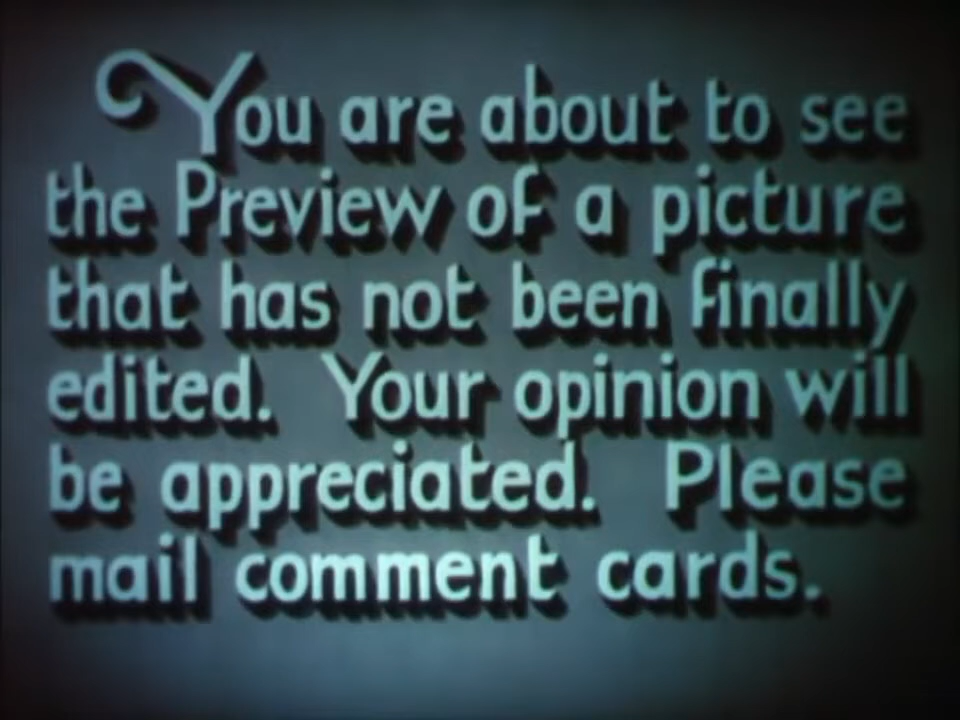 You are about to see
the Preview of a picture
that has not been finally
edited. Your opinion will
be appreciated. Please
mail comment cards.